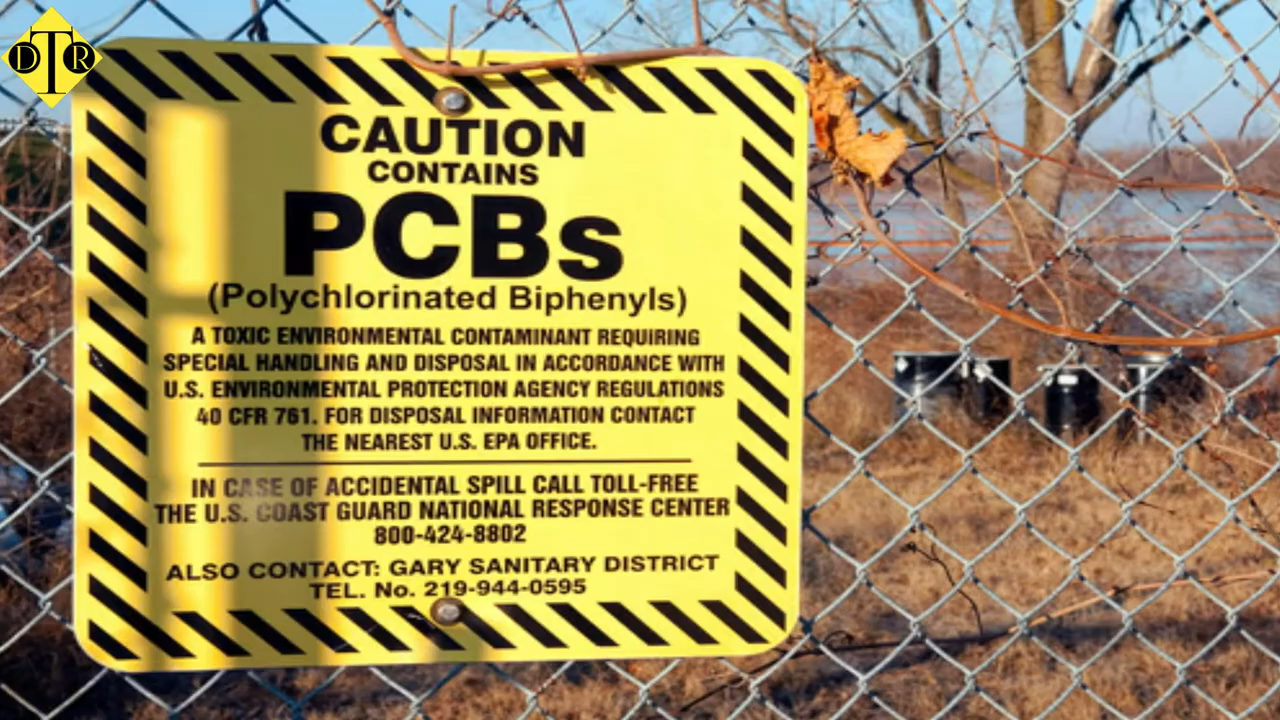 DTR
CAUTION
CONTAINS
PCBs
(Polychlorinated Biphenyls)
A TOXIC ENVIRONMENTAL CONTAMINANT REQUIRING
SPECIAL HANDLING AND DISPOSAL IN ACCORDANCE WITH
U.S. ENVIRONMENTAL PROTECTION AGENCY REGULATIONS
40 CFR 761. FOR DISPOSAL INFORMATION CONTACT
THE NEAREST U.S. EPA OFFICE.
IN CASE OF ACCIDENTAL SPILL CALL TOLL-FREE
THE U.S. COAST GUARD NATIONAL RESPONSE CENTER
800-424-8802
ALSO CONTACT: GARY SANITARY DISTRICT
TEL. No. 219-944-0595